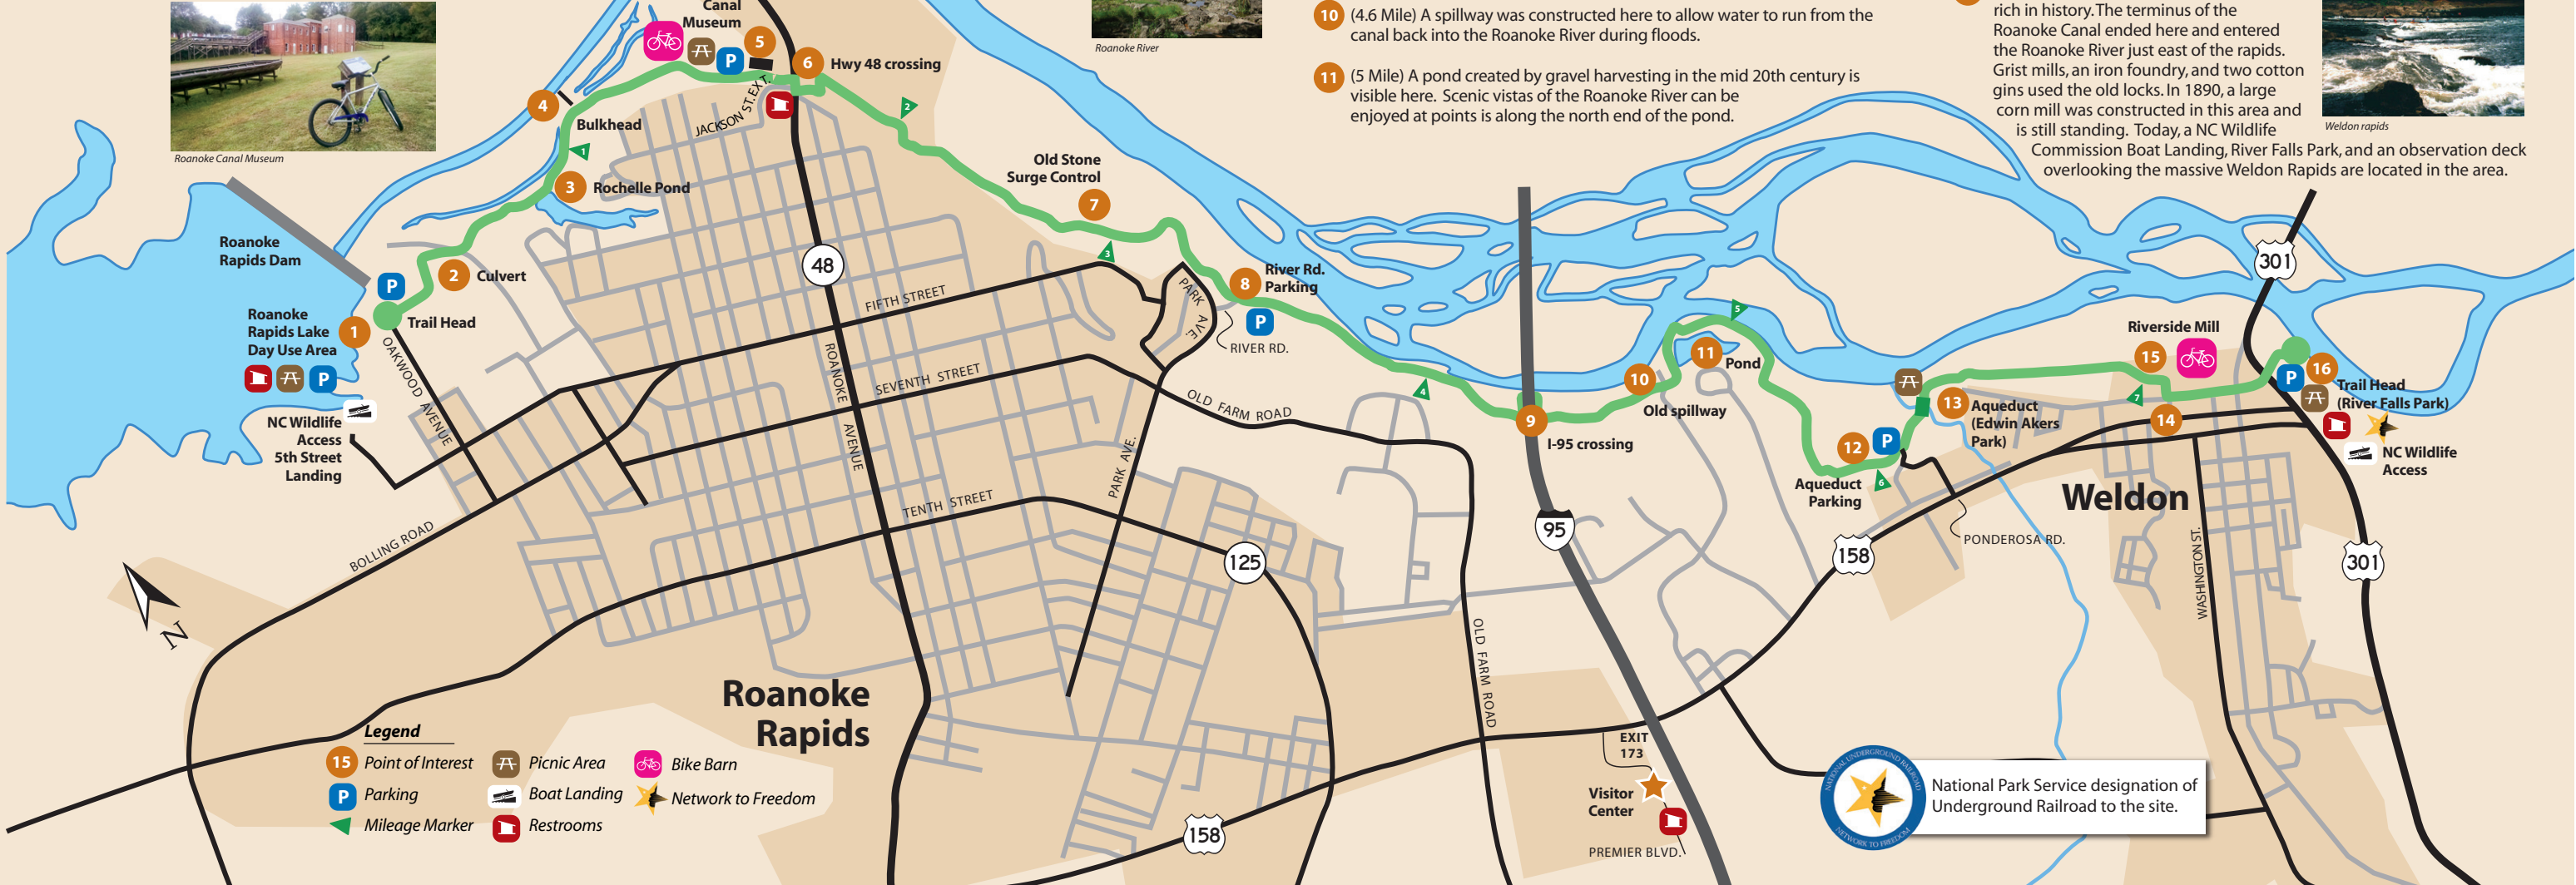 Canal
Museum
Roanoke Canal Museum
Roanoke River
10 (4.6 Mile) A spillway was constructed here to allow water to run from the
canal back into the Roanoke River during floods.
11 (5 Mile) A pond created by gravel harvesting in the mid 20th century is
visible here. Scenic vistas of the Roanoke River can be
enjoyed at points is along the north end of the pond.
rich in history. The terminus of the
Roanoke Canal ended here and entered
the Roanoke River just east of the rapids.
Grist mills, an iron foundry, and two cotton
gins used the old locks. In 1890, a large
corn mill was constructed in this area and
is still standing. Today, a NC Wildlife
Commission Boat Landing, River Falls Park, and an observation deck
overlooking the massive Weldon Rapids are located in the area.
Weldon rapids
P
5
6
Hwy 48 crossing
4
Bulkhead
JACKSON ST. EXT.
2
1
3
Rochelle Pond
Old Stone
Surge Control
7
3
Roanoke
Rapids Dam
P
2
Culvert
48
Roanoke
Rapids Lake
Day Use Area
1
Trail Head
P
NC Wildlife
Access
5th Street
Landing
OAKWOOD AVENUE
BOLLING ROAD
FIFTH STREET
ROANOKE AVENUE
SEVENTH STREET
TENTH STREET
PARK AVE.
PARK AVE.
8
River Rd.
Parking
P
RIVER RD.
OLD FARM ROAD
4
9
I-95 crossing
10
Old spillway
11
Pond
5
95
12
P
Aqueduct
Parking
6
13
Aqueduct
(Edwin Akers
Park)
Riverside Mill
15
7
14
301
P
16
Trail Head
(River Falls Park)
NC Wildlife
Access
Weldon
PONDEROSA RD.
158
WASHINGTON ST.
301
125
OLD FARM ROAD
N
Roanoke
Rapids
158
EXIT
173
Visitor
Center
PREMIER BLVD.
Legend
15 Point of Interest
P Parking
Mileage Marker
Picnic Area
Boat Landing
Restrooms
Bike Barn
Network to Freedom
NATIONAL UNDERGROUND RAILROAD
NETWORK TO FREEDOM
National Park Service designation of
Underground Railroad to the site.